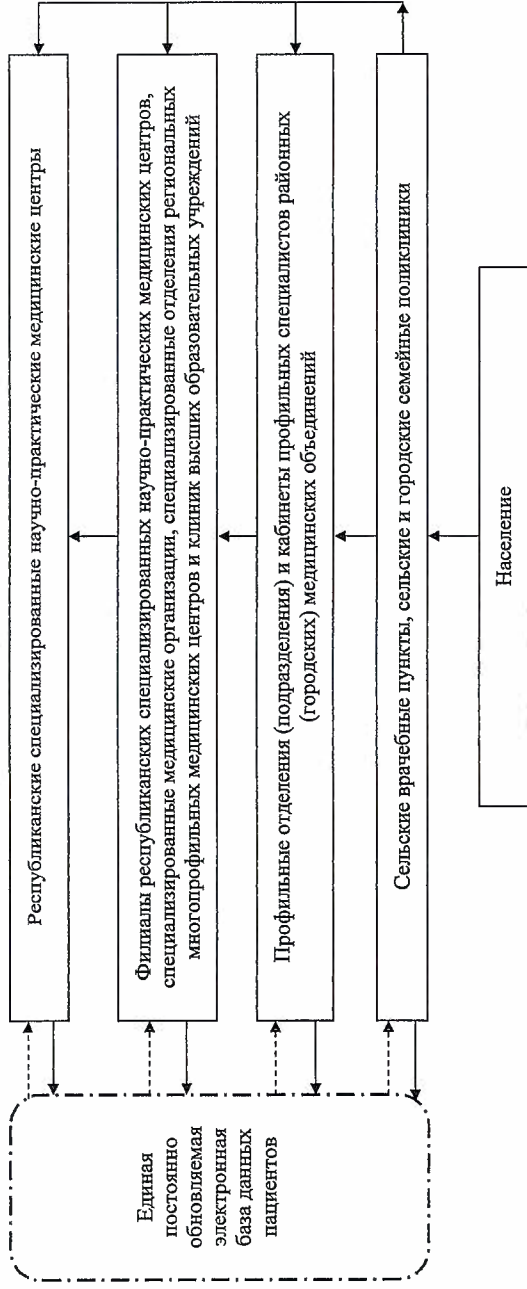 Республиканские специализированные научно-практические медицинские центры
Филиалы республиканских специализированных научно-практических медицинских центров,
специализированные медицинские организации, специализированные отделения региональных
многопрофильных медицинских центров и клиник высших образовательных учреждений
Профильные отделения (подразделения) и кабинеты профильных специалистов районных
(городских) медицинских объединений
Сельские врачебные пункты, сельские и городские семейные поликлиники
Население
Единая
постоянно
обновляемая
электронная
база данных
пациентов